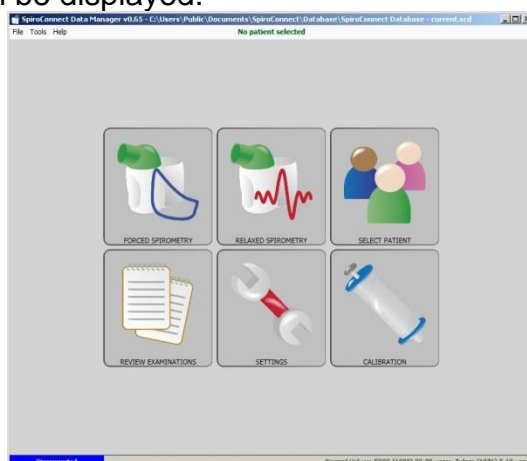 be displayed.
SpiroConnect Data Manager v0.65 - C:\Users\Public\Documents\SpiroConnect\Database\SpiroConnect Database - current.scd
File Tools Help
No patient selected
FORCED SPIROMETRY
RELAXED SPIROMETRY
SELECT PATIENT
REVIEW EXAMINATIONS
SETTINGS
CALIBRATION
Disconnected